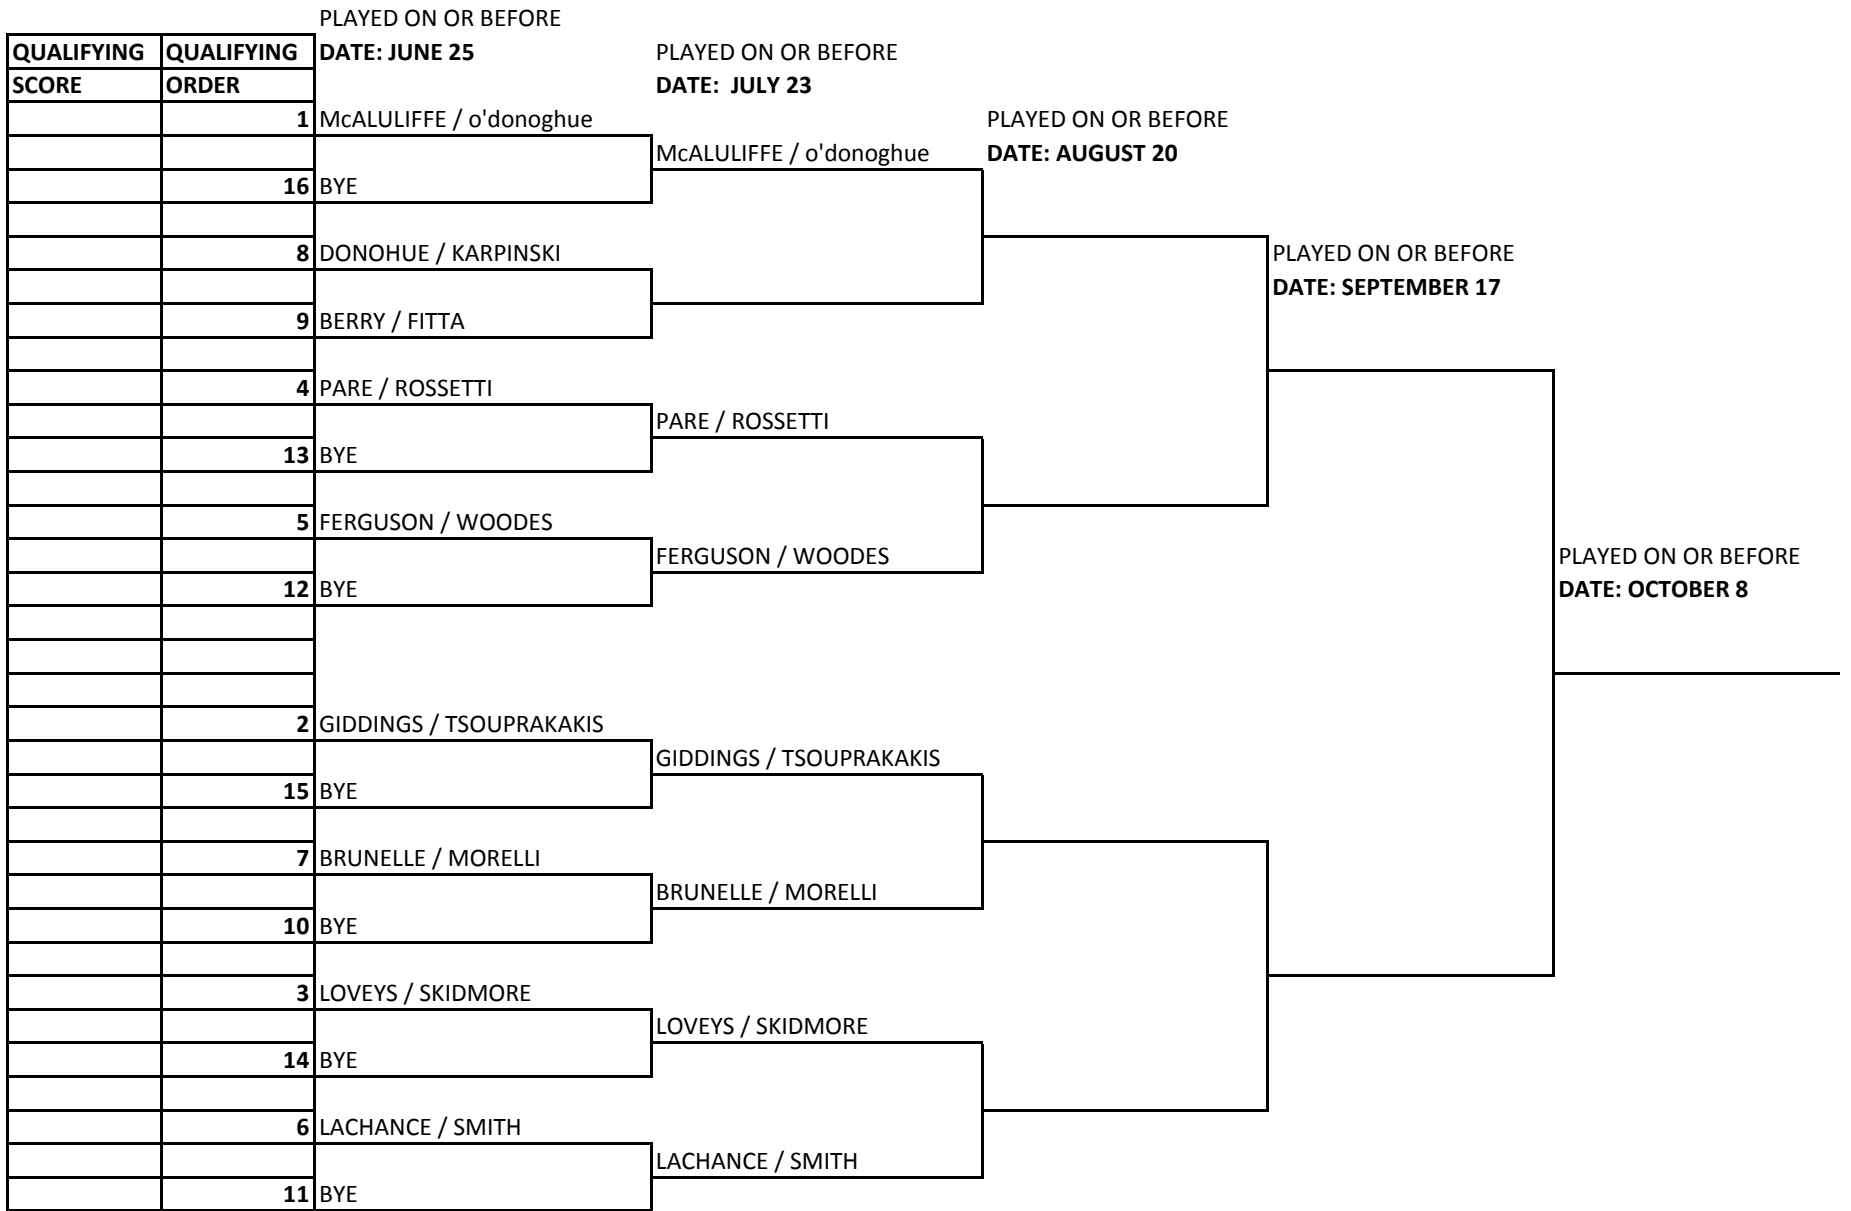 PLAYED ON OR BEFORE
QUALIFYING QUALIFYING DATE: JUNE 25 PLAYED ON OR BEFORE
SCORE ORDER DATE: JULY 23
1 McALULIFFE / o'donoghue PLAYED ON OR BEFORE
McALULIFFE / o'donoghue DATE: AUGUST 20
16 BYE
8 DONOHUE / KARPINSKI PLAYED ON OR BEFORE
DATE: SEPTEMBER 17
9 BERRY / FITTA
4 PARE / ROSSETTI
PARE / ROSSETTI
13 BYE
5 FERGUSON / WOODES
FERGUSON / WOODES PLAYED ON OR BEFORE
12 BYE DATE: OCTOBER 8
2 GIDDINGS / TSOUPRAKAKIS
GIDDINGS / TSOUPRAKAKIS
15 BYE
7 BRUNELLE / MORELLI
BRUNELLE / MORELLI
10 BYE
3 LOVEYS / SKIDMORE
LOVEYS / SKIDMORE
14 BYE
6 LACHANCE / SMITH
LACHANCE / SMITH
11 BYE